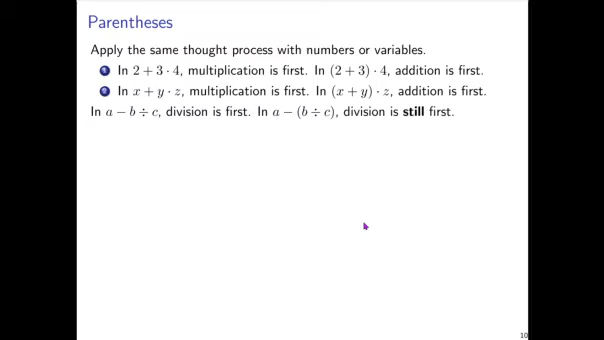 Parentheses
Apply the same thought process with numbers or variables.
1 In 2 + 3 · 4, multiplication is first. In (2 + 3) · 4, addition is first.
2 In x + y · z, multiplication is first. In (x + y) · z, addition is first.
In a − b ÷ c, division is first. In a − (b ÷ c), division is still first.
10